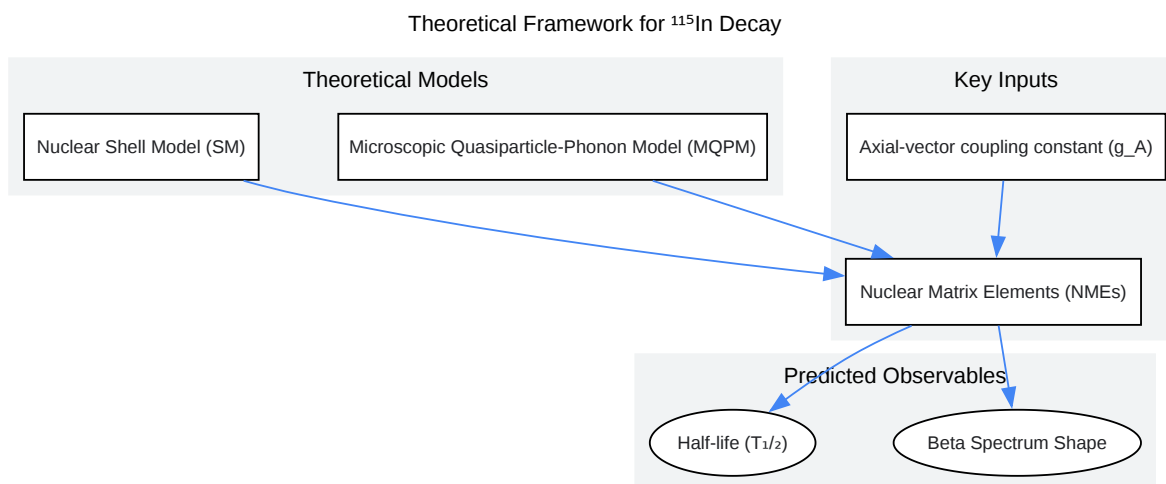 Theoretical Framework for ¹¹⁵In Decay
Theoretical Models
Key Inputs
Nuclear Shell Model (SM)
Microscopic Quasiparticle-Phonon Model (MQPM)
Axial-vector coupling constant (g_A)
Nuclear Matrix Elements (NMEs)
Predicted Observables
Half-life (T₁/₂)
Beta Spectrum Shape